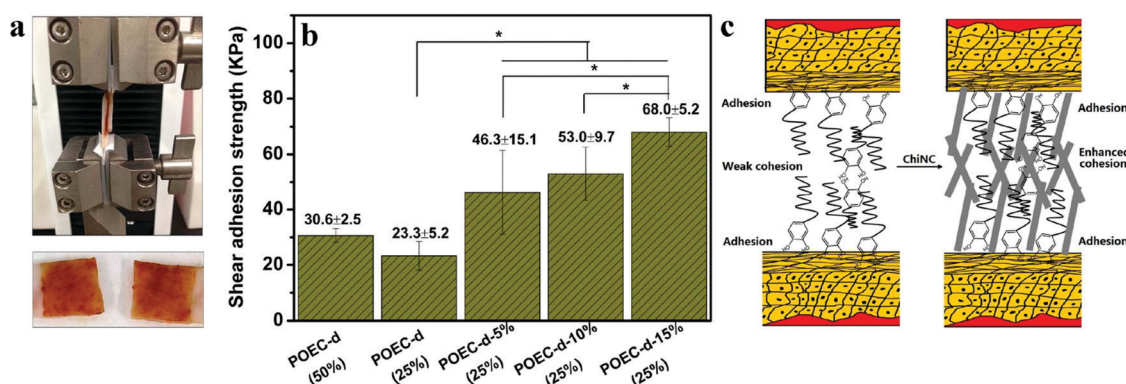 a
b
Shear adhesion strength (KPa)
100
80
60
40
20
0
*
*
*
30.6±2.5
23.3±5.2
46.3±15.1
53.0±9.7
68.0±5.2
POEC-d
(50%)
POEC-d
(25%)
POEC-d-5%
(25%)
POEC-d-10%
(25%)
POEC-d-15%
(25%)
c
Adhesion
Weak cohesion
Adhesion
ChiNC
Adhesion
Enhanced
cohesion
Adhesion